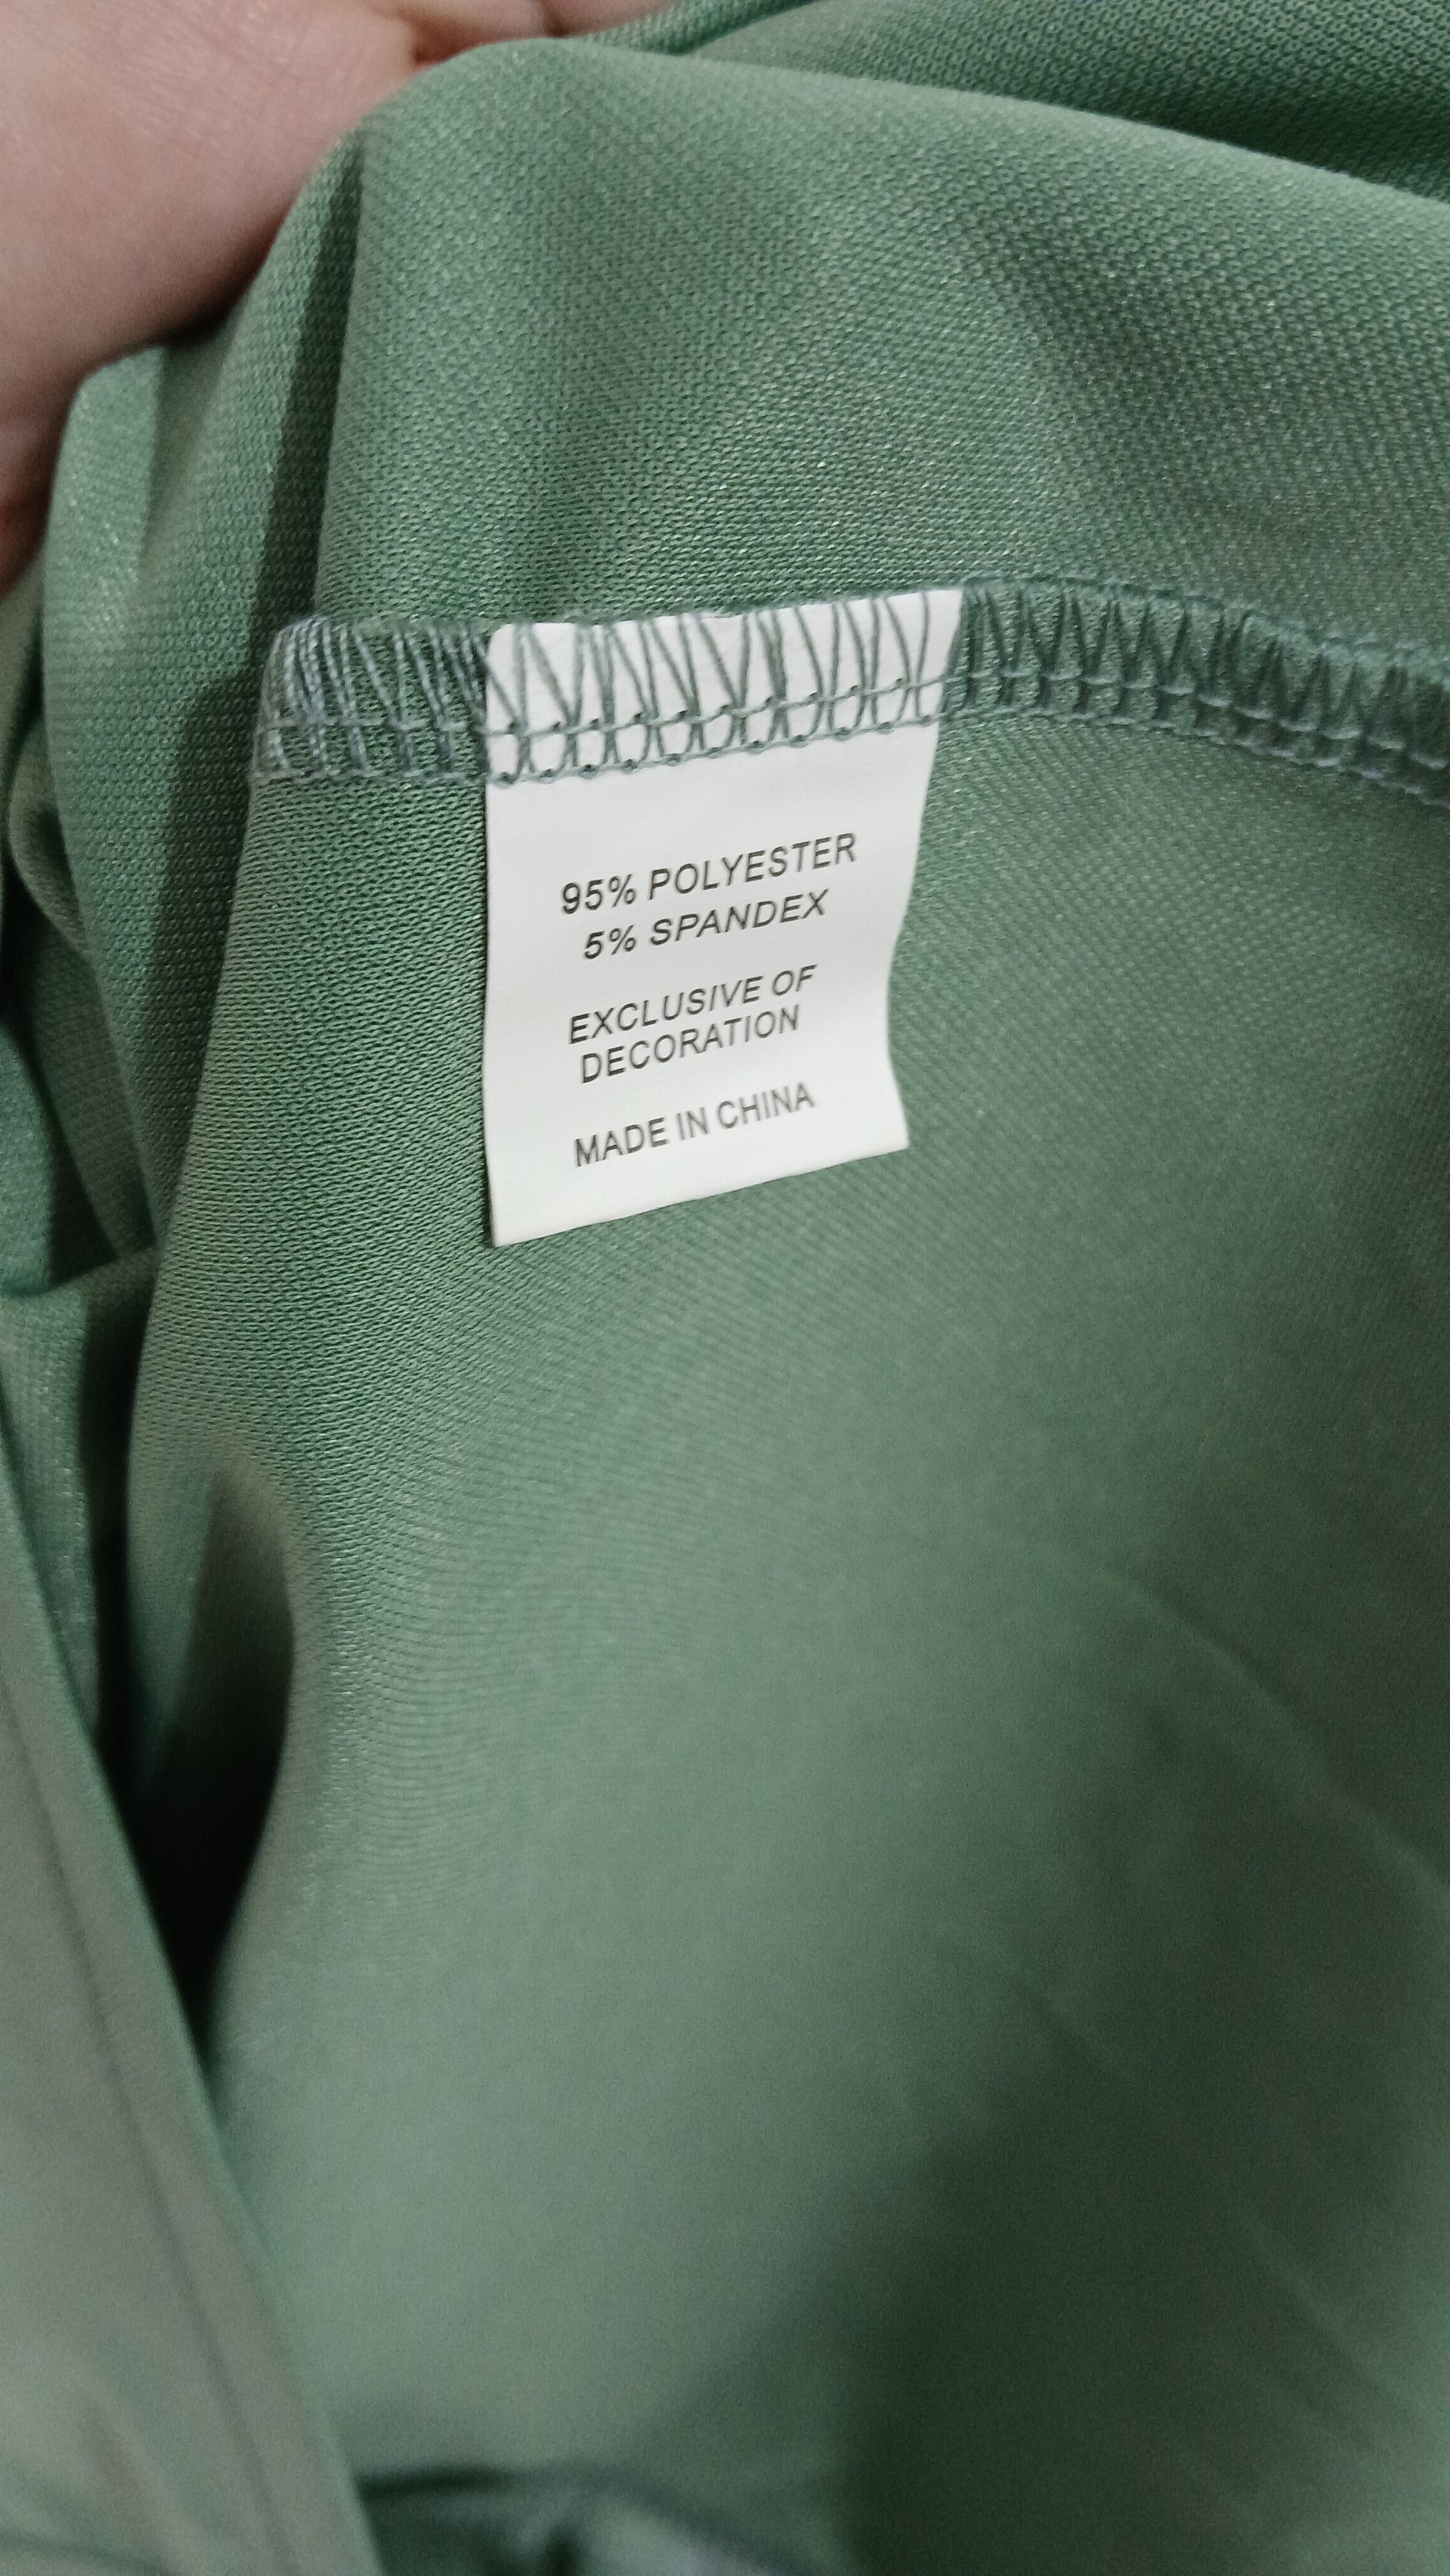 95% POLYESTER
5% SPANDEX
EXCLUSIVE OF
DECORATION
MADE IN CHINA